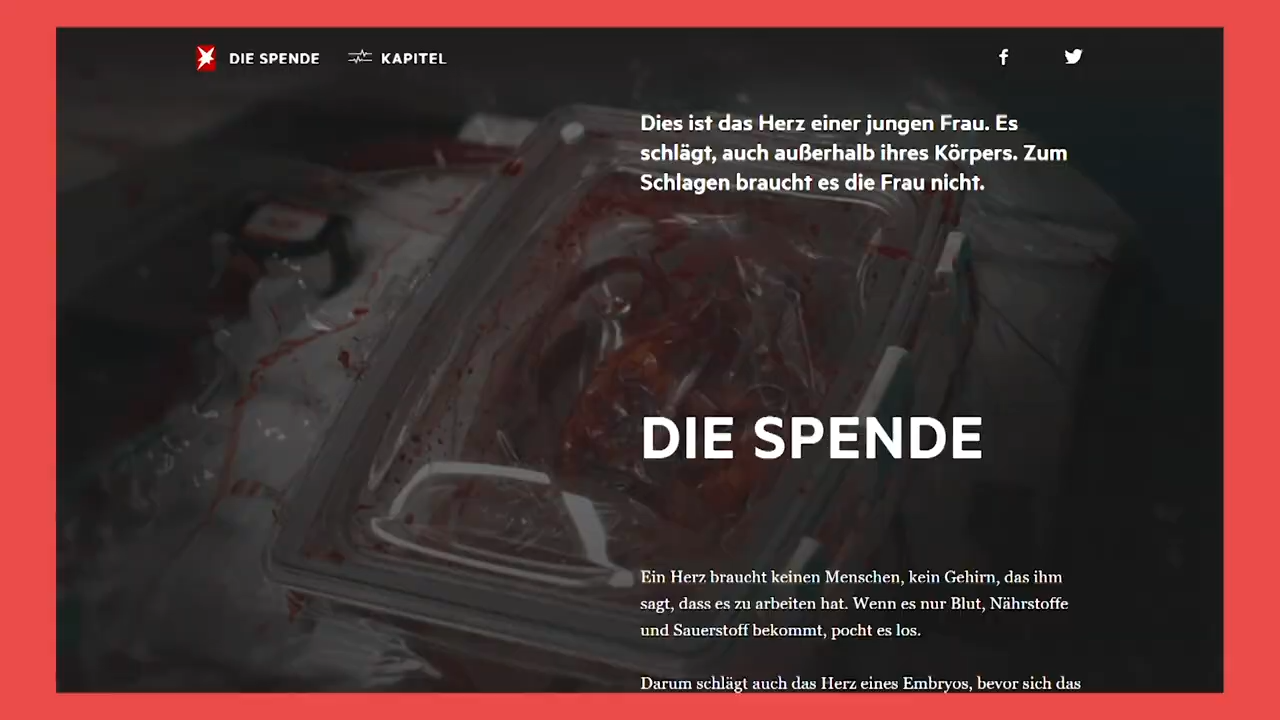 DIE SPENDE
KAPITEL
Dies ist das Herz einer jungen Frau. Es
schlägt, auch außerhalb ihres Körpers. Zum
Schlagen braucht es die Frau nicht.
DIE SPENDE
Ein Herz braucht keinen Menschen, kein Gehirn, das ihm
sagt, dass es zu arbeiten hat. Wenn es nur Blut, Nährstoffe
und Sauerstoff bekommt, pocht es los.
Darum schlägt auch das Herz eines Embryos, bevor sich das